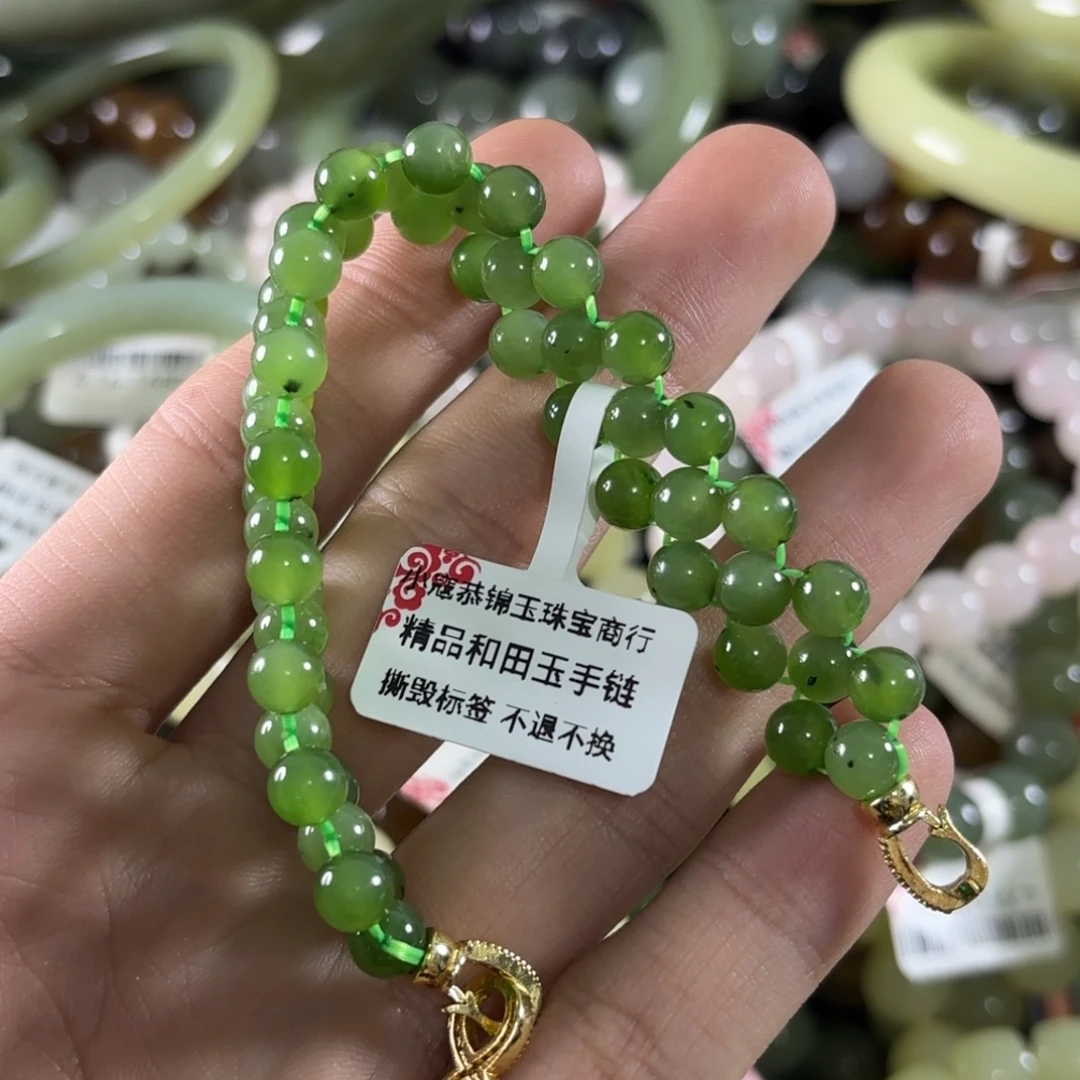 小寇恭锦玉珠宝商行
精品和田玉手链
撕毁标签 不退不换